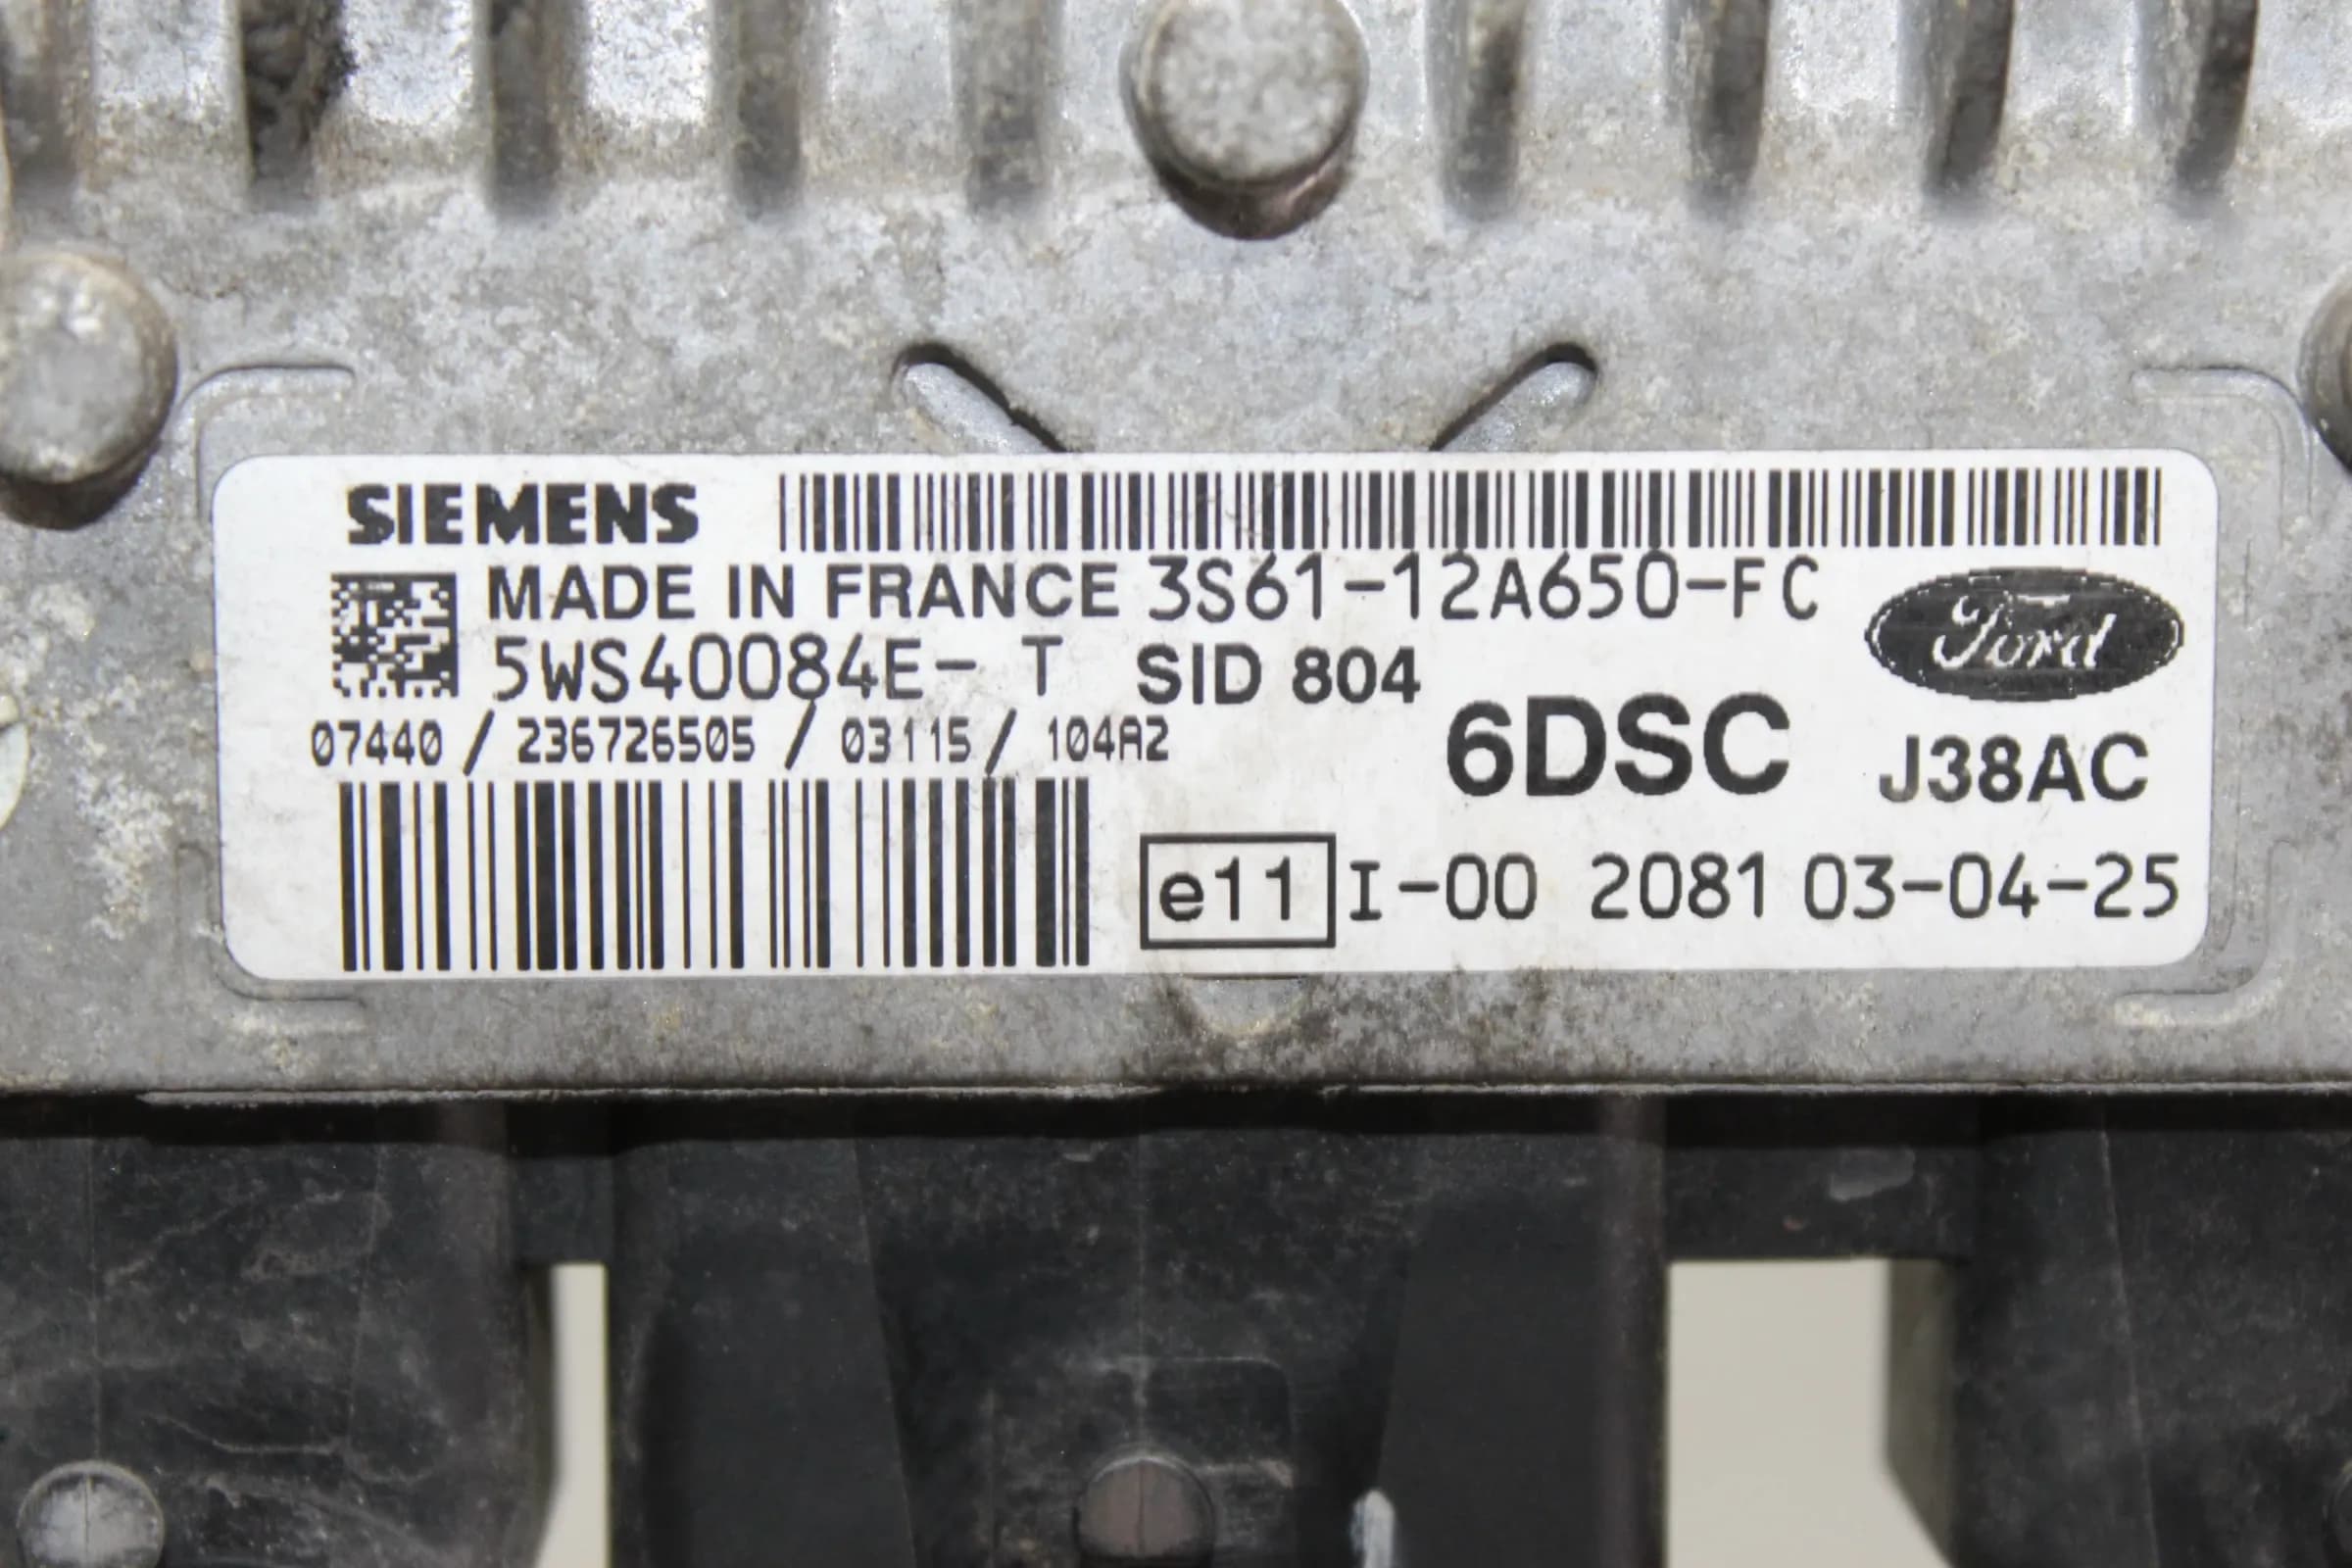 SIEMENS
MADE IN FRANCE 3S61-12A650-FC
Ford
5WS40084E- T SID 804
07440 / 236726505 / 03115 / 104A2
6DSC J38AC
e11 I-00 2081 03-04-25